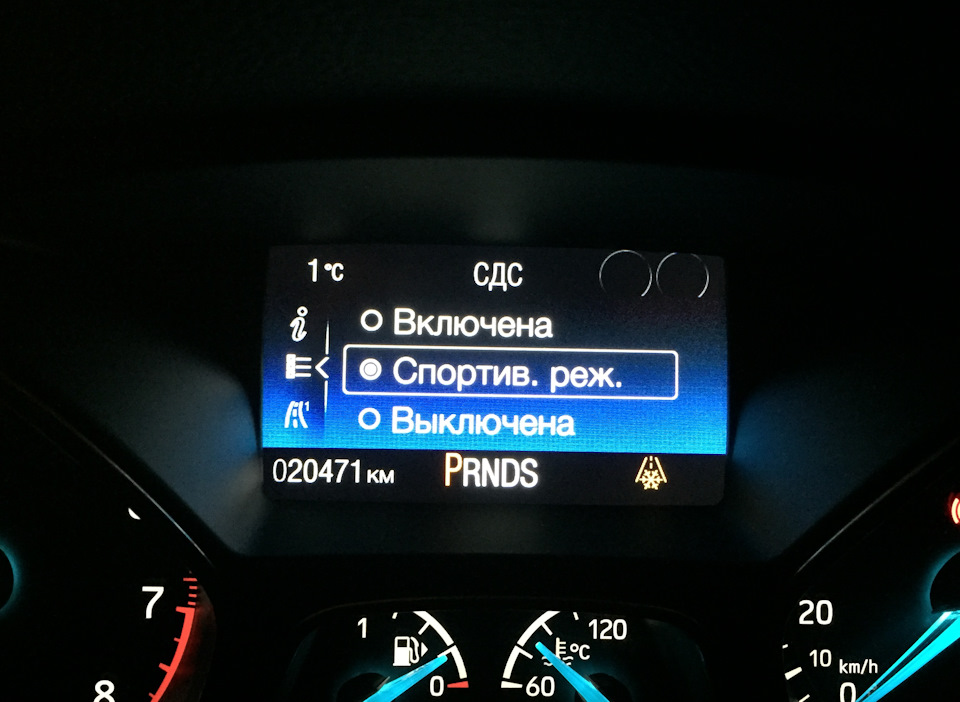 1°C СДС
Включена
Спортив. реж.
Выключена
1
020471 км PRNDS
7
8
1
0
120
°C
60
20
10 km/h
0